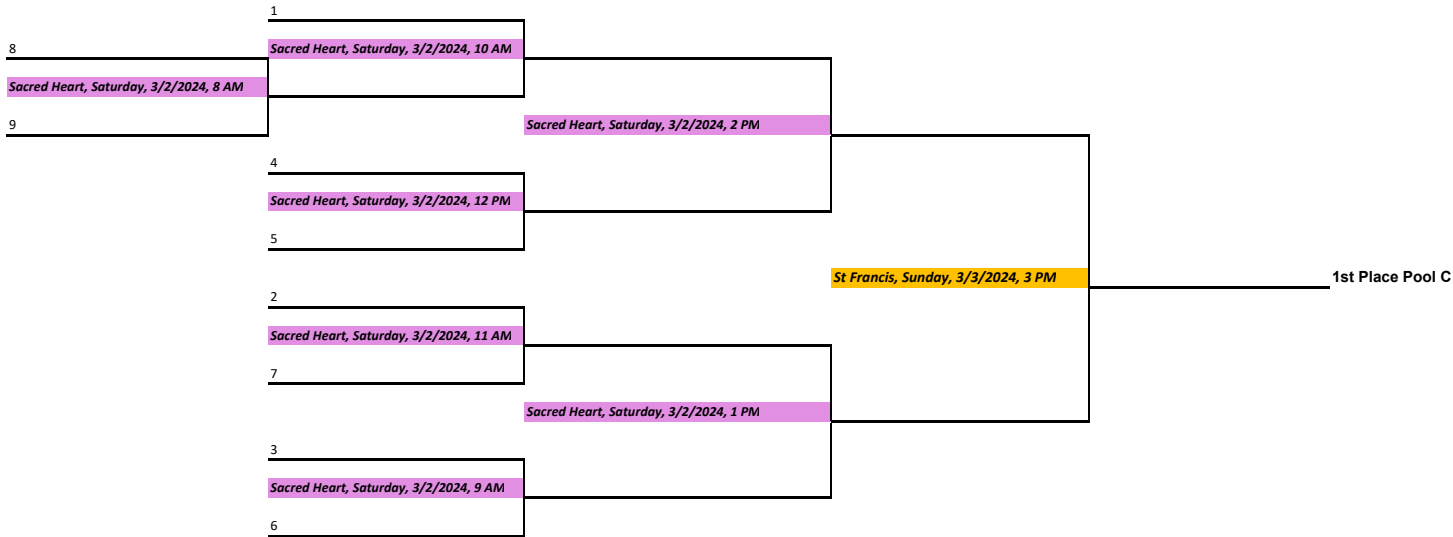 1
8
Sacred Heart, Saturday, 3/2/2024, 10 AM
Sacred Heart, Saturday, 3/2/2024, 8 AM
9
Sacred Heart, Saturday, 3/2/2024, 2 PM
4
Sacred Heart, Saturday, 3/2/2024, 12 PM
5
St Francis, Sunday, 3/3/2024, 3 PM
1st Place Pool C
2
Sacred Heart, Saturday, 3/2/2024, 11 AM
7
Sacred Heart, Saturday, 3/2/2024, 1 PM
3
Sacred Heart, Saturday, 3/2/2024, 9 AM
6